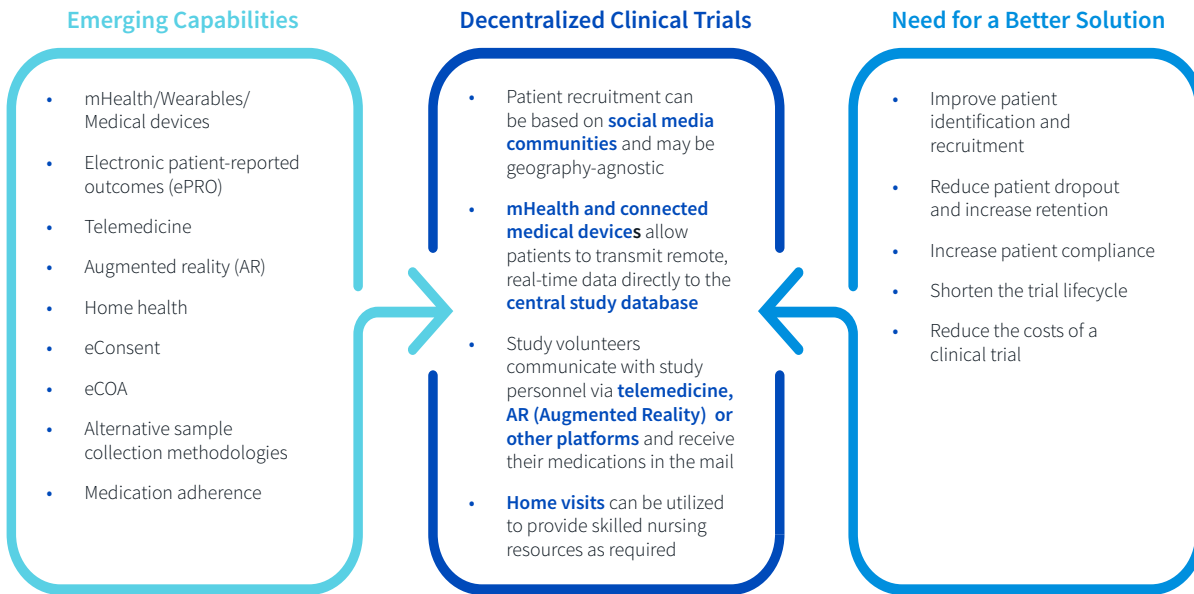 Emerging Capabilities
• mHealth/Wearables/
Medical devices
• Electronic patient-reported
outcomes (ePRO)
• Telemedicine
• Augmented reality (AR)
• Home health
• eConsent
• eCOA
• Alternative sample
collection methodologies
• Medication adherence
Decentralized Clinical Trials
• Patient recruitment can
be based on social media
communities and may be
geography-agnostic
• mHealth and connected
medical devices allow
patients to transmit remote,
real-time data directly to the
central study database
• Study volunteers
communicate with study
personnel via telemedicine,
AR (Augmented Reality) or
other platforms and receive
their medications in the mail
• Home visits can be utilized
to provide skilled nursing
resources as required
Need for a Better Solution
• Improve patient
identification and
recruitment
• Reduce patient dropout
and increase retention
• Increase patient compliance
• Shorten the trial lifecycle
• Reduce the costs of a
clinical trial